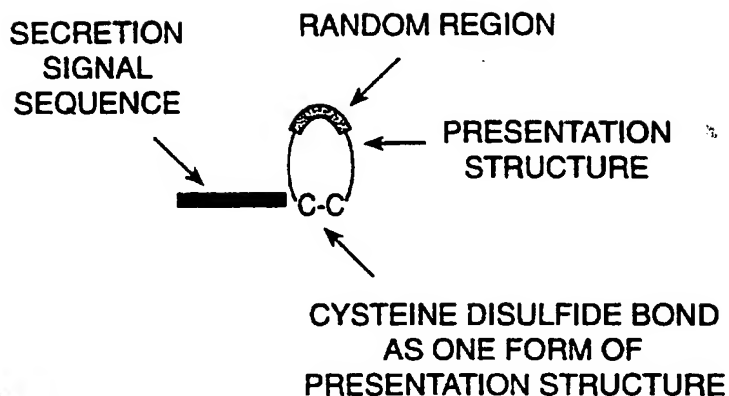 SECRETION
SIGNAL
SEQUENCE
RANDOM REGION
PRESENTATION
STRUCTURE
C-C
CYSTEINE DISULFIDE BOND
AS ONE FORM OF
PRESENTATION STRUCTURE